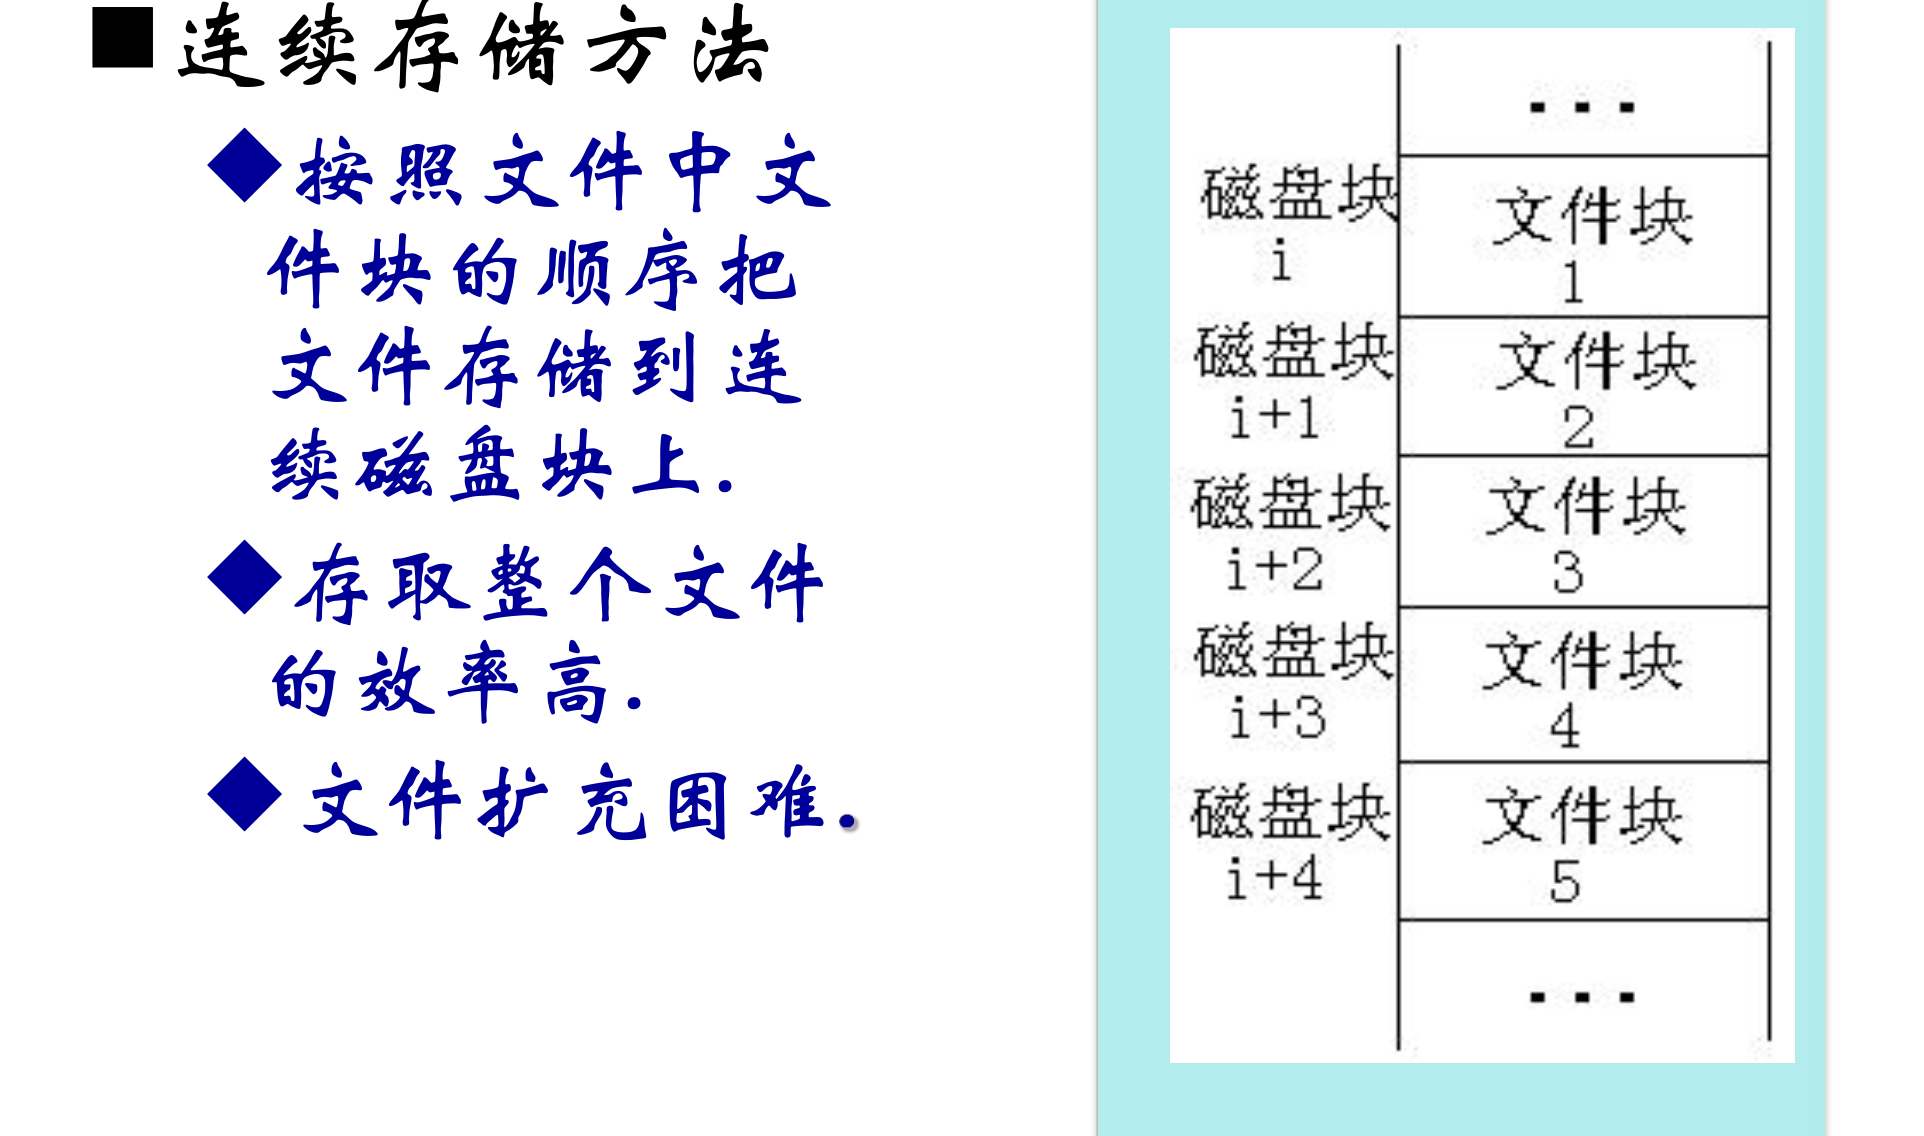 连续存储方法
按照文件中文
件块的顺序把
文件存储到连
续磁盘块上.
存取整个文件
的效率高.
文件扩充困难.
...
磁盘块
i
文件块
1
磁盘块
i+1
文件块
2
磁盘块
i+2
文件块
3
磁盘块
i+3
文件块
4
磁盘块
i+4
文件块
5
...